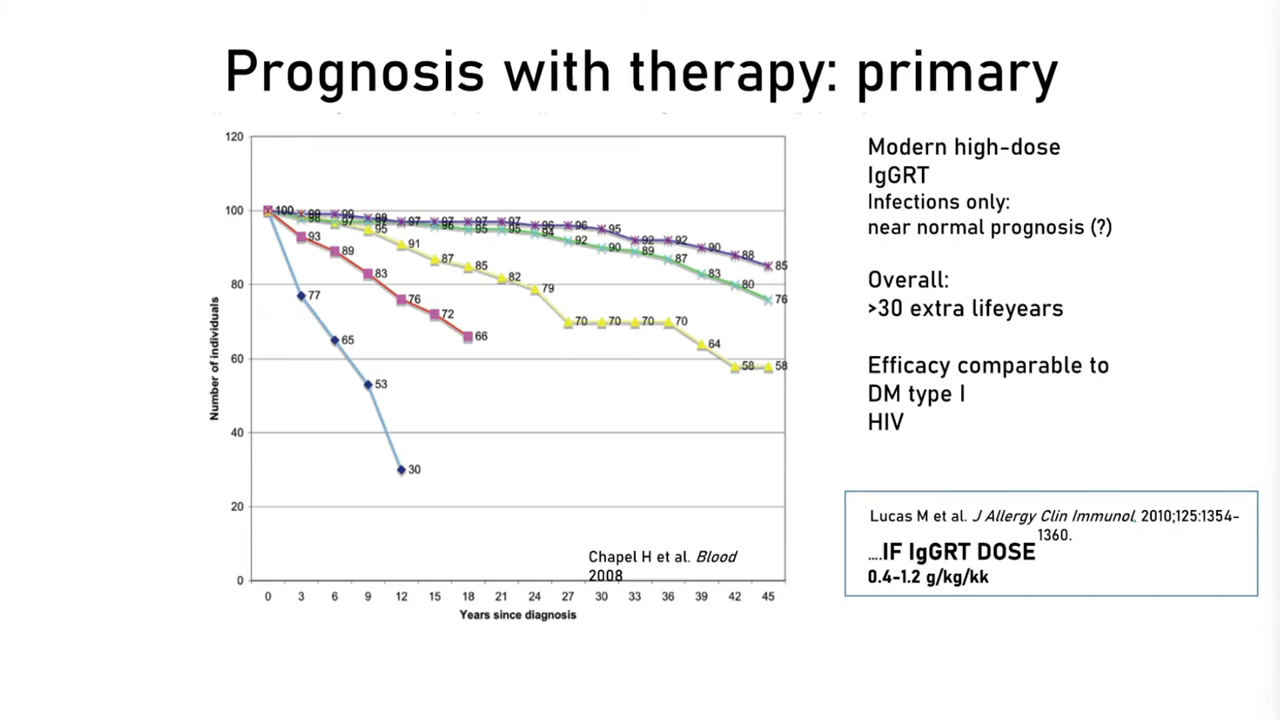 Prognosis with therapy: primary
120
100
80
60
40
20
0
Number of individuals
0 3 6 9 12 15 18 21 24 27 30 33 36 39 42 45
Years since diagnosis
100 99 99 98 97 97 97 97 96 96 95 92 92 90 88 85
98 97 97 96 95 95 94 92 90 89 87 83 80 76
95 91 87 85 82 79 70 70 70 70 64 58 58
93 89 83 76 72 66
77 65 53 30
Chapel H et al. Blood
2008
Modern high-dose
IgGRT
Infections only:
near normal prognosis (?)
Overall:
>30 extra lifeyears
Efficacy comparable to
DM type I
HIV
Lucas M et al. J Allergy Clin Immunol, 2010;125:1354-
1360.
....IF IgGRT DOSE
0.4-1.2 g/kg/kk